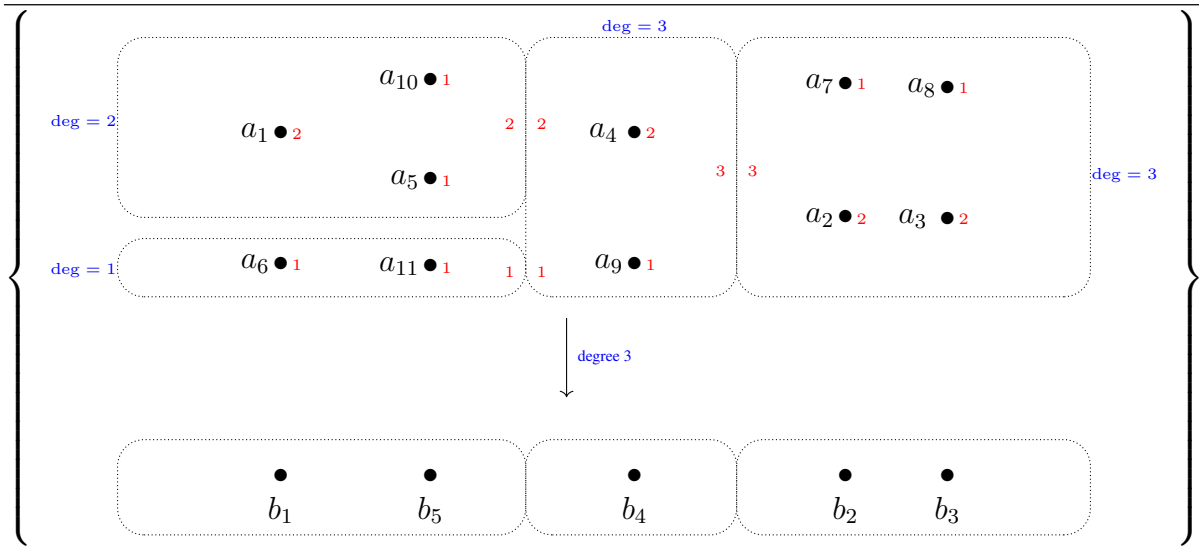 deg = 3
a₁₀ 1 a₇ 1 a₈ 1
deg = 2 a₁ 2 2 2 a₄ 2
a₅ 1 3 3 deg = 3
a₂ 2 a₃ 2
deg = 1 a₆ 1 a₁₁ 1 1 1 a₉ 1
degree 3
b₁ b₅ b₄ b₂ b₃